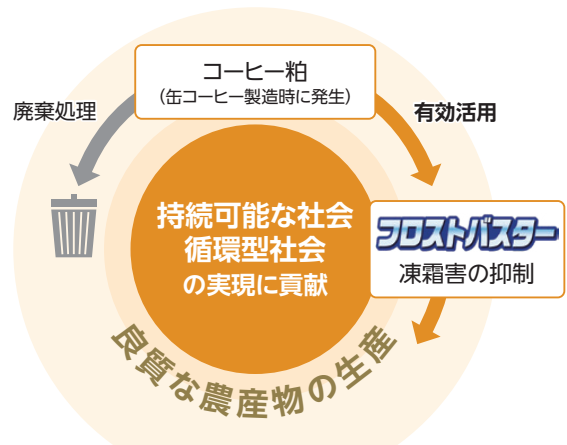 コーヒー粕
（缶コーヒー製造時に発生）
廃棄処理
有効活用
持続可能な社会
循環型社会
の実現に貢献
フロストバスター
凍霜害の抑制
良質な農産物の生産